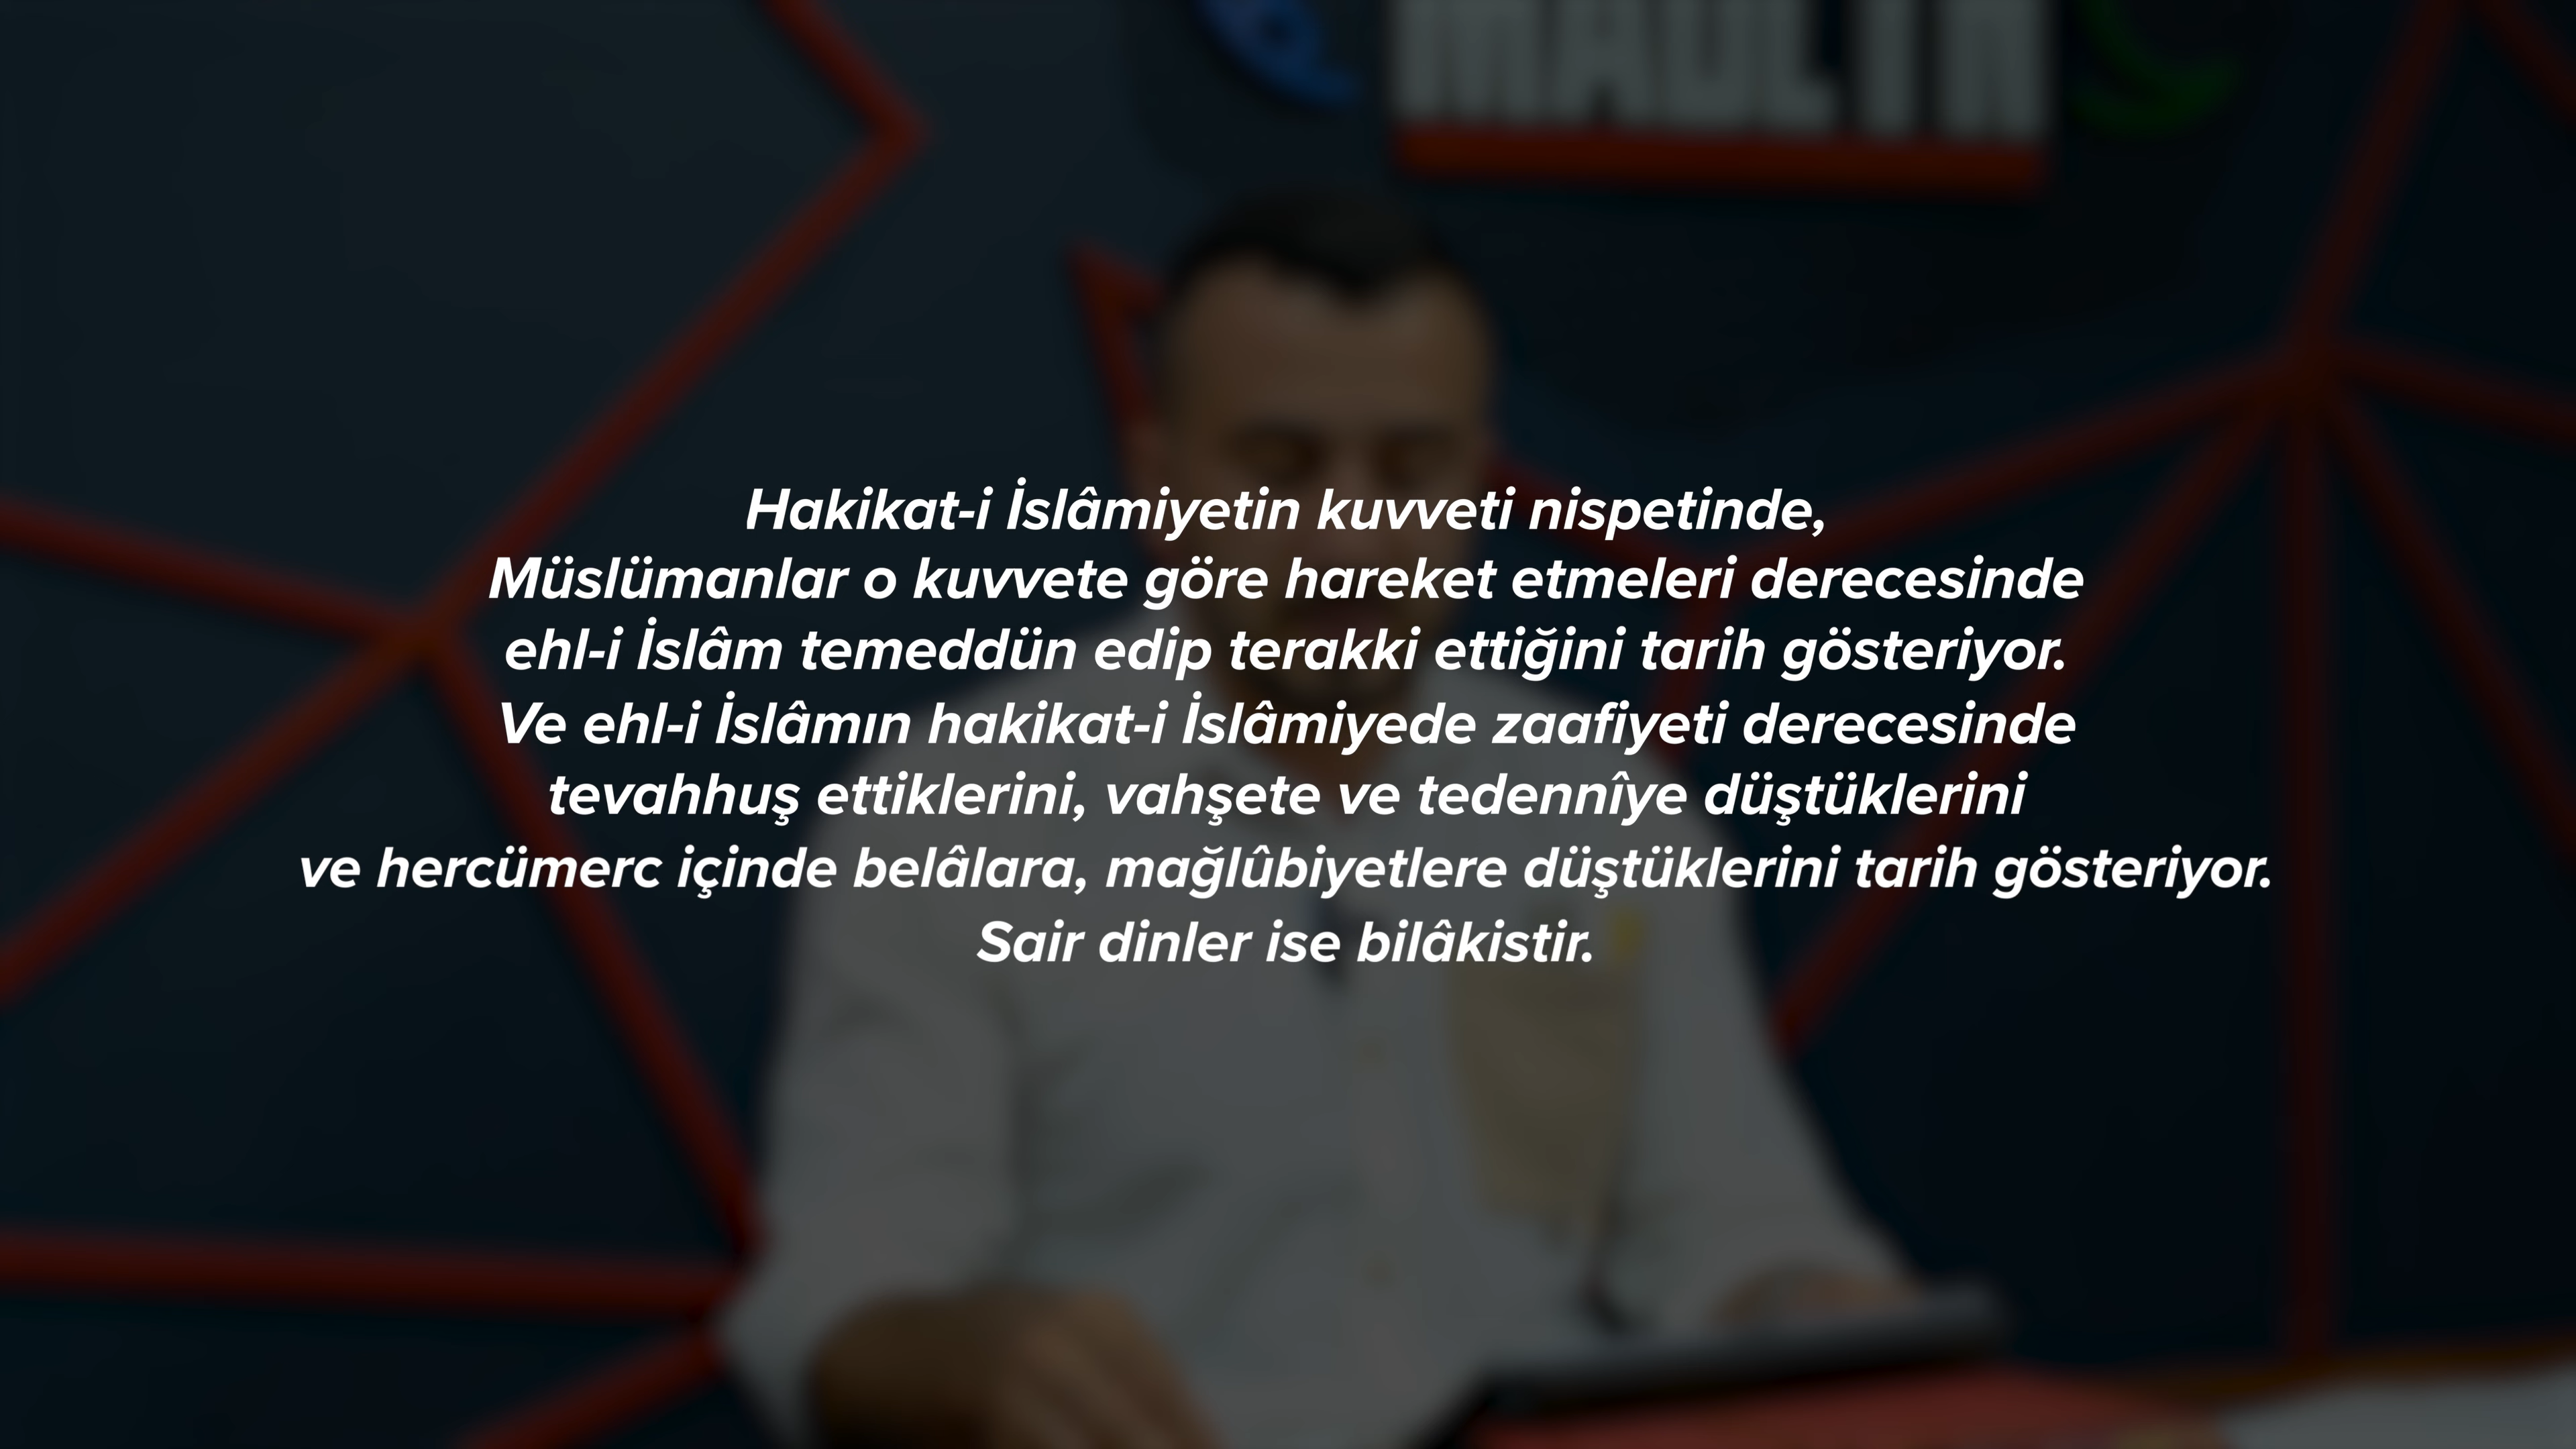 Hakikat-i İslâmiyetin kuvveti nispetinde,
Müslümanlar o kuvvete göre hareket etmeleri derecesinde
ehl-i İslâm temeddün edip terakki ettiğini tarih gösteriyor.
Ve ehl-i İslâmın hakikat-i İslâmiyede zaafiyeti derecesinde
tevahhuş ettiklerini, vahşete ve tedennîye düştüklerini
ve hercümerc içinde belâlara, mağlûbiyetlere düştüklerini tarih gösteriyor.
Sair dinler ise bilâkistir.